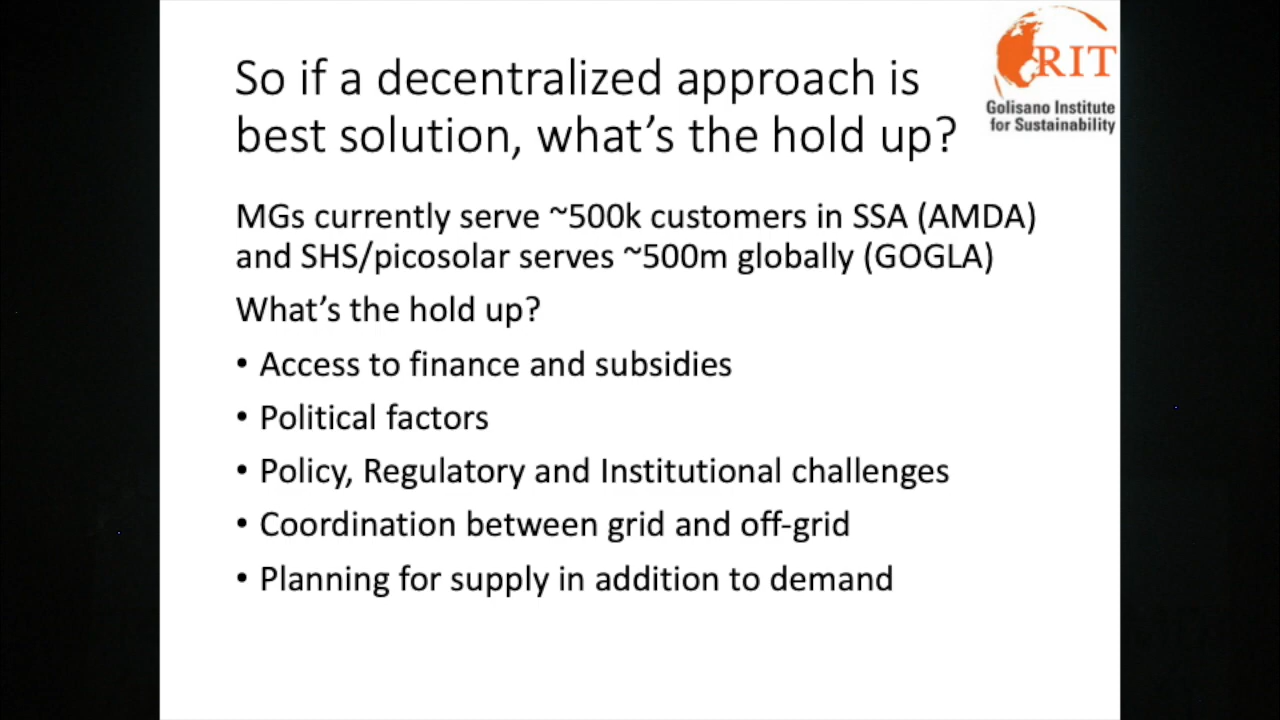 So if a decentralized approach is
best solution, what's the hold up?
RIT
Golisano Institute
for Sustainability
MGs currently serve ~500k customers in SSA (AMDA)
and SHS/picosolar serves ~500m globally (GOGLA)
What's the hold up?
• Access to finance and subsidies
• Political factors
• Policy, Regulatory and Institutional challenges
• Coordination between grid and off-grid
• Planning for supply in addition to demand